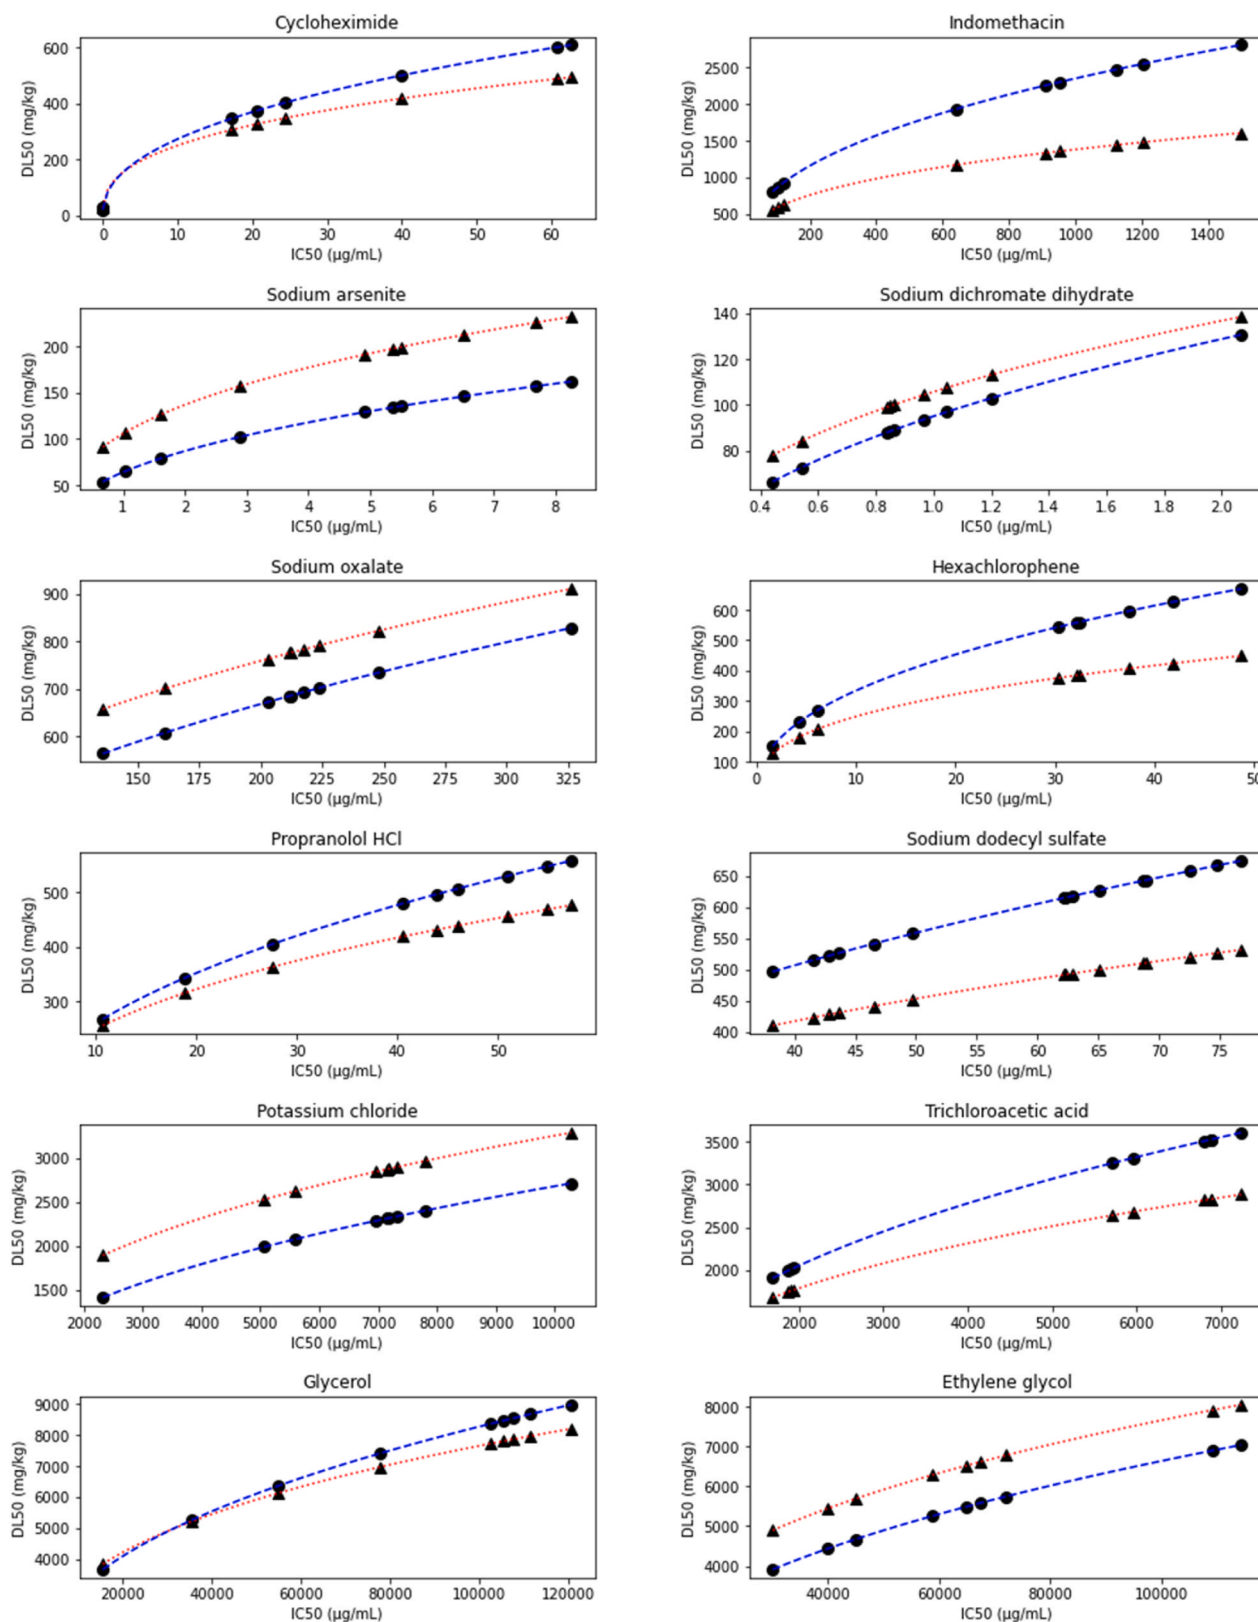 Cycloheximide
DL50 (mg/kg)
600
400
200
0
0 10 20 30 40 50 60
IC50 (µg/mL)
Indomethacin
DL50 (mg/kg)
2500
2000
1500
1000
500
200 400 600 800 1000 1200 1400
IC50 (µg/mL)
Sodium arsenite
DL50 (mg/kg)
200
150
100
50
1 2 3 4 5 6 7 8
IC50 (µg/mL)
Sodium dichromate dihydrate
DL50 (mg/kg)
140
120
100
80
0.4 0.6 0.8 1.0 1.2 1.4 1.6 1.8 2.0
IC50 (µg/mL)
Sodium oxalate
DL50 (mg/kg)
900
800
700
600
150 175 200 225 250 275 300 325
IC50 (µg/mL)
Hexachlorophene
DL50 (mg/kg)
600
500
400
300
200
100
0 10 20 30 40 50
IC50 (µg/mL)
Propranolol HCl
DL50 (mg/kg)
500
400
300
10 20 30 40 50
IC50 (µg/mL)
Sodium dodecyl sulfate
DL50 (mg/kg)
650
600
550
500
450
400
40 45 50 55 60 65 70 75
IC50 (µg/mL)
Potassium chloride
DL50 (mg/kg)
3000
2500
2000
1500
2000 3000 4000 5000 6000 7000 8000 9000 10000
IC50 (µg/mL)
Trichloroacetic acid
DL50 (mg/kg)
3500
3000
2500
2000
2000 3000 4000 5000 6000 7000
IC50 (µg/mL)
Glycerol
DL50 (mg/kg)
9000
8000
7000
6000
5000
4000
20000 40000 60000 80000 100000 120000
IC50 (µg/mL)
Ethylene glycol
DL50 (mg/kg)
8000
7000
6000
5000
4000
40000 60000 80000 100000
IC50 (µg/mL)